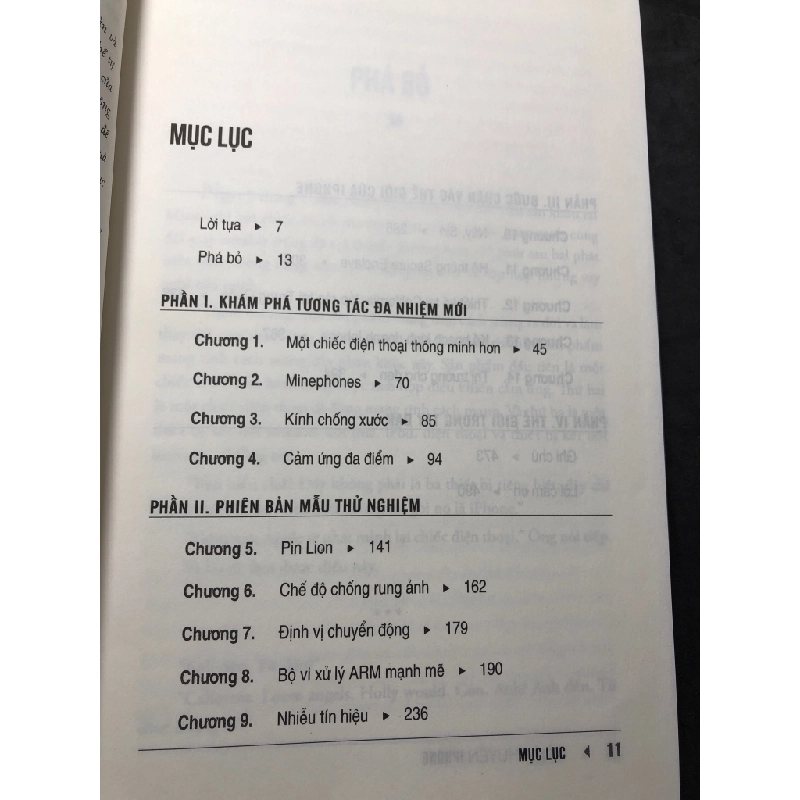 MỤC LỤC
Lời tựa ▸ 7
Phá bỏ ▸ 13
PHẦN I. KHÁM PHÁ TƯƠNG TÁC ĐA NHIỆM MỚI
Chương 1. Một chiếc điện thoại thông minh hơn ▸ 45
Chương 2. Minephones ▸ 70
Chương 3. Kính chống xước ▸ 85
Chương 4. Cảm ứng đa điểm ▸ 94
PHẦN II. PHIÊN BẢN MẪU THỬ NGHIỆM
Chương 5. Pin Lion ▸ 141
Chương 6. Chế độ chống rung ảnh ▸ 162
Chương 7. Định vị chuyển động ▸ 179
Chương 8. Bộ vi xử lý ARM mạnh mẽ ▸ 190
Chương 9. Nhiễu tín hiệu ▸ 236
MỤC LỤC ◂ 11